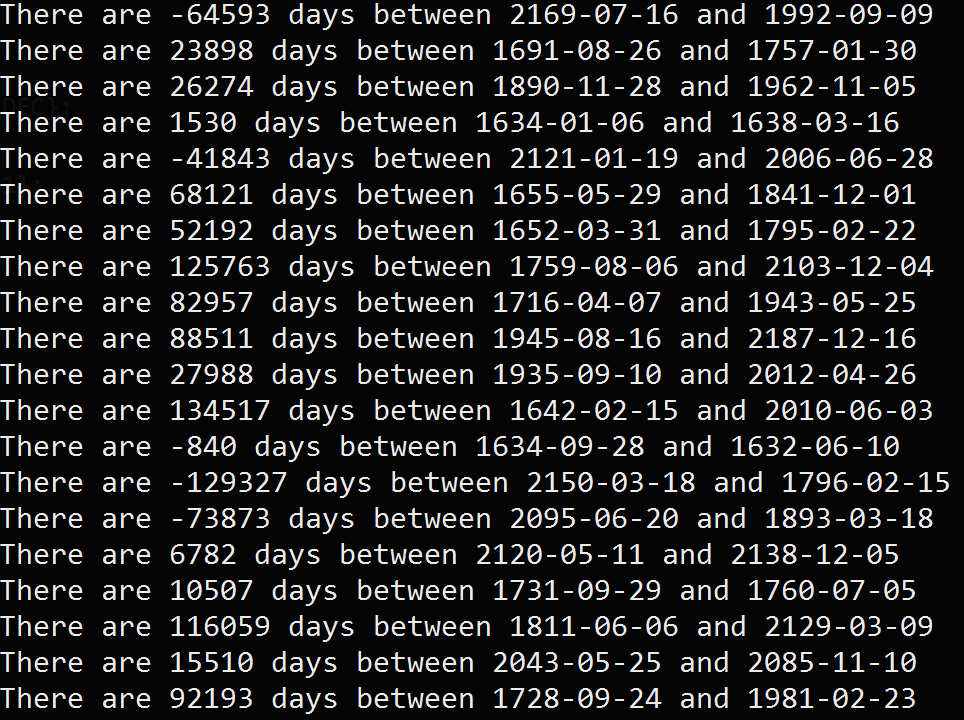 There are -64593 days between 2169-07-16 and 1992-09-09
There are 23898 days between 1691-08-26 and 1757-01-30
There are 26274 days between 1890-11-28 and 1962-11-05
There are 1530 days between 1634-01-06 and 1638-03-16
There are -41843 days between 2121-01-19 and 2006-06-28
There are 68121 days between 1655-05-29 and 1841-12-01
There are 52192 days between 1652-03-31 and 1795-02-22
There are 125763 days between 1759-08-06 and 2103-12-04
There are 82957 days between 1716-04-07 and 1943-05-25
There are 88511 days between 1945-08-16 and 2187-12-16
There are 27988 days between 1935-09-10 and 2012-04-26
There are 134517 days between 1642-02-15 and 2010-06-03
There are -840 days between 1634-09-28 and 1632-06-10
There are -129327 days between 2150-03-18 and 1796-02-15
There are -73873 days between 2095-06-20 and 1893-03-18
There are 6782 days between 2120-05-11 and 2138-12-05
There are 10507 days between 1731-09-29 and 1760-07-05
There are 116059 days between 1811-06-06 and 2129-03-09
There are 15510 days between 2043-05-25 and 2085-11-10
There are 92193 days between 1728-09-24 and 1981-02-23